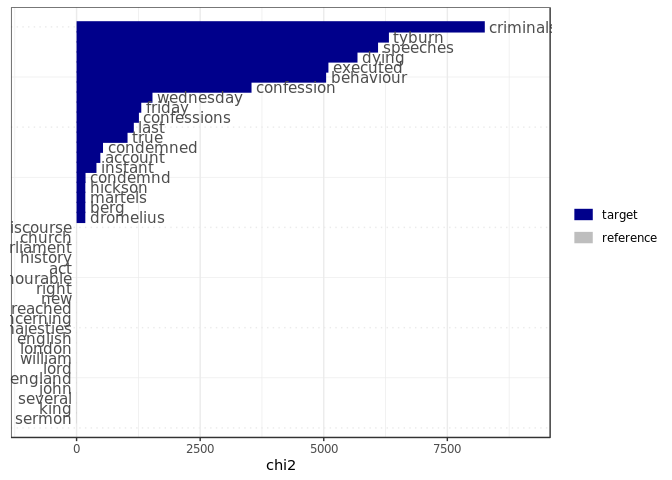 criminals
tyburn
speeches
dying
executed
behaviour
confession
wednesday
friday
confessions
last
true
condemned
account
instant
condemnd
hickson
martels
berg
dromelius
iscourse
church
rliament
history
act
nourable
right
new
reached
ncerning
majesties
english
london
william
lord
england
john
several
king
sermon
target
reference
0 2500 5000 7500
chi2